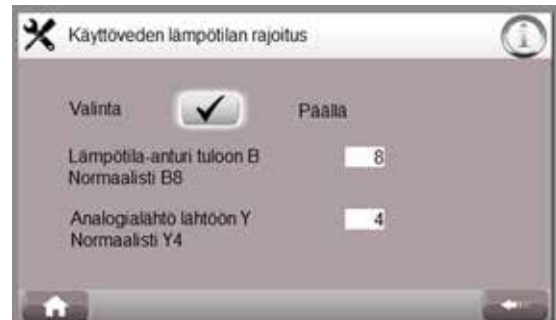 Käyttöveden lämpötilan rajoitus
Valinta Päällä
Lämpötila-anturi tuloon B 8
Normaalisti B8
Analogialähtö lähtöön Y 4
Normaalisti Y4